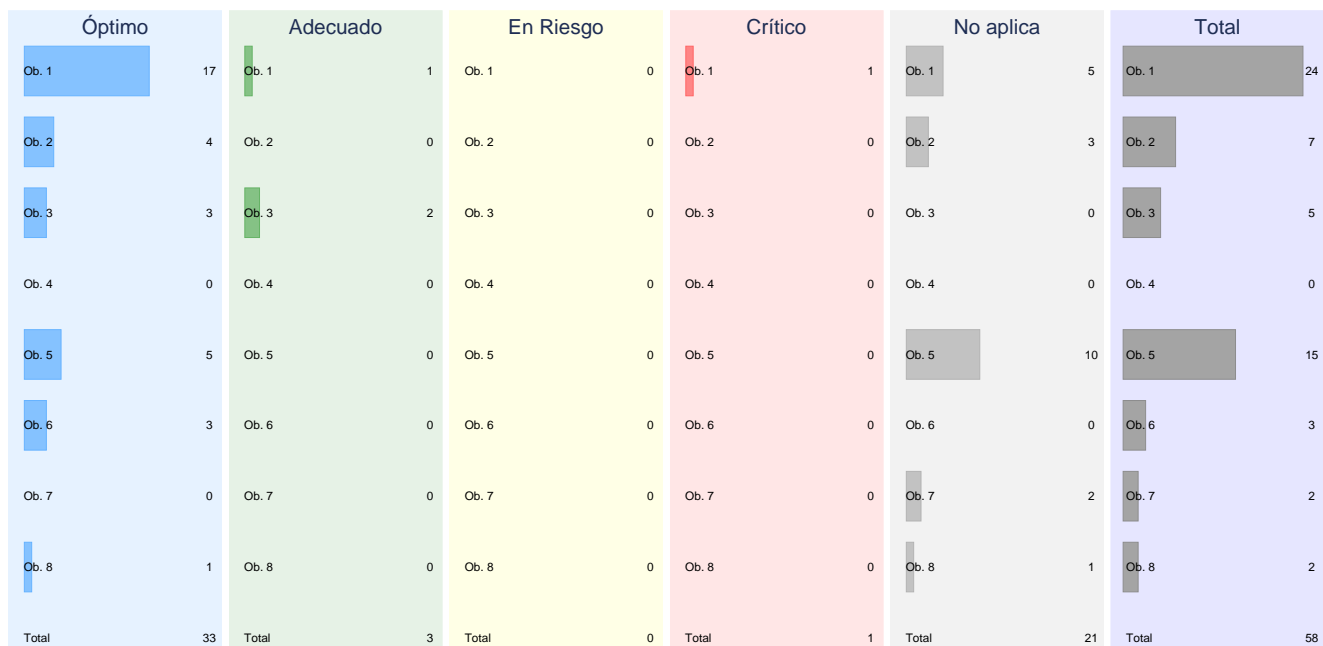 Óptimo Adecuado En Riesgo Crítico No aplica Total
Ob. 1 17 Ob. 1 1 Ob. 1 0 Ob. 1 1 Ob. 1 5 Ob. 1 24
Ob. 2 4 Ob. 2 0 Ob. 2 0 Ob. 2 0 Ob. 2 3 Ob. 2 7
Ob. 3 3 Ob. 3 2 Ob. 3 0 Ob. 3 0 Ob. 3 0 Ob. 3 5
Ob. 4 0 Ob. 4 0 Ob. 4 0 Ob. 4 0 Ob. 4 0 Ob. 4 0
Ob. 5 5 Ob. 5 0 Ob. 5 0 Ob. 5 0 Ob. 5 10 Ob. 5 15
Ob. 6 3 Ob. 6 0 Ob. 6 0 Ob. 6 0 Ob. 6 0 Ob. 6 3
Ob. 7 0 Ob. 7 0 Ob. 7 0 Ob. 7 0 Ob. 7 2 Ob. 7 2
Ob. 8 1 Ob. 8 0 Ob. 8 0 Ob. 8 0 Ob. 8 1 Ob. 8 2
Total 33 Total 3 Total 0 Total 1 Total 21 Total 58